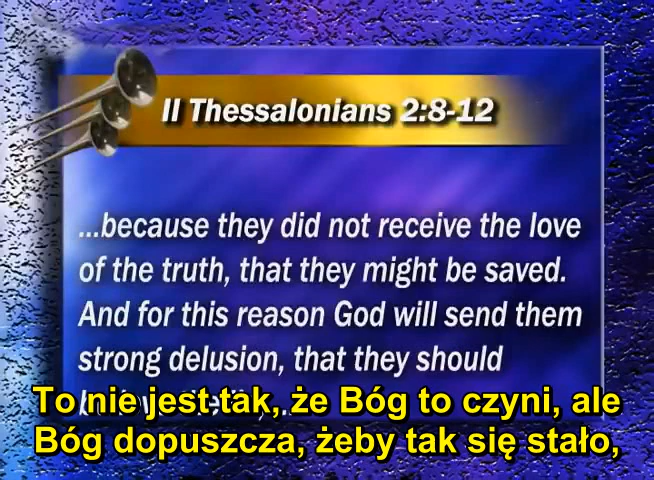 II Thessalonians 2:8-12
...because they did not receive the love
of the truth, that they might be saved.
And for this reason God will send them
strong delusion, that they should
To nie jest tak, że Bóg to czyni, ale
Bóg dopuszcza, żeby tak się stało,